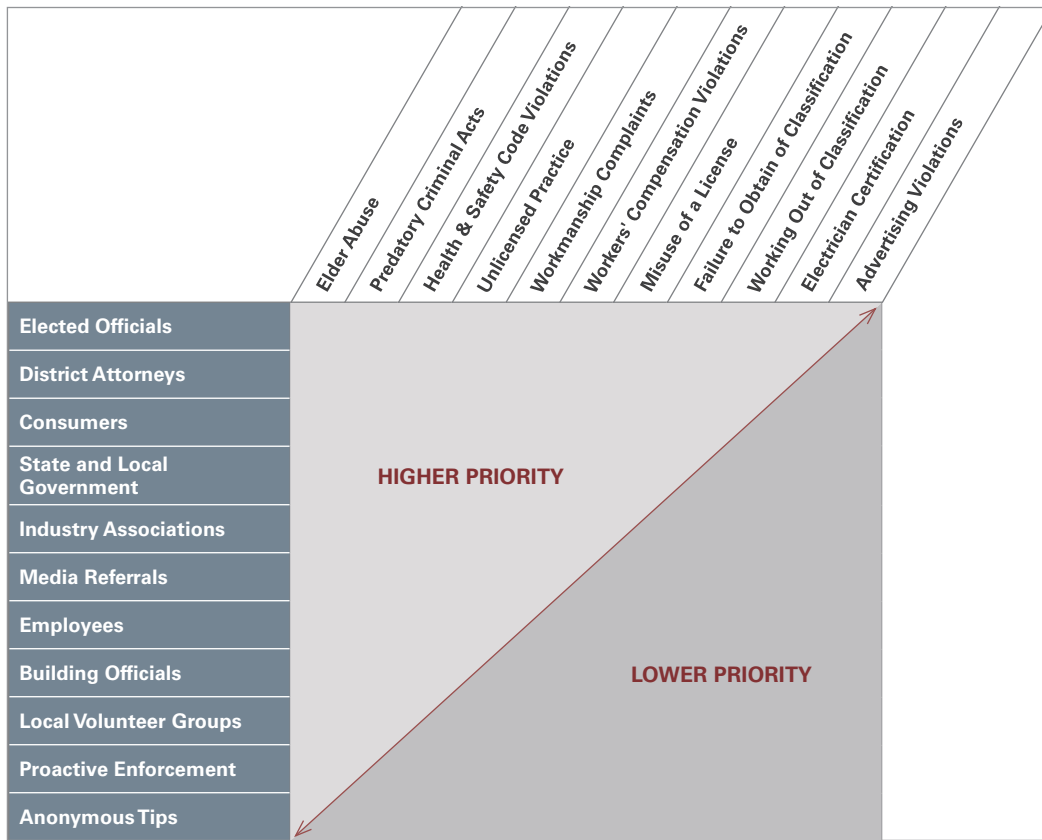 Elder Abuse
Predatory Criminal Acts
Health & Safety Code Violations
Unlicensed Practice
Workmanship Complaints
Workers' Compensation Violations
Misuse of a License
Failure to Obtain of Classification
Working Out of Classification
Electrician Certification
Advertising Violations
Elected Officials
District Attorneys
Consumers
State and Local
Government
Industry Associations
Media Referrals
Employees
Building Officials
Local Volunteer Groups
Proactive Enforcement
Anonymous Tips
HIGHER PRIORITY
LOWER PRIORITY